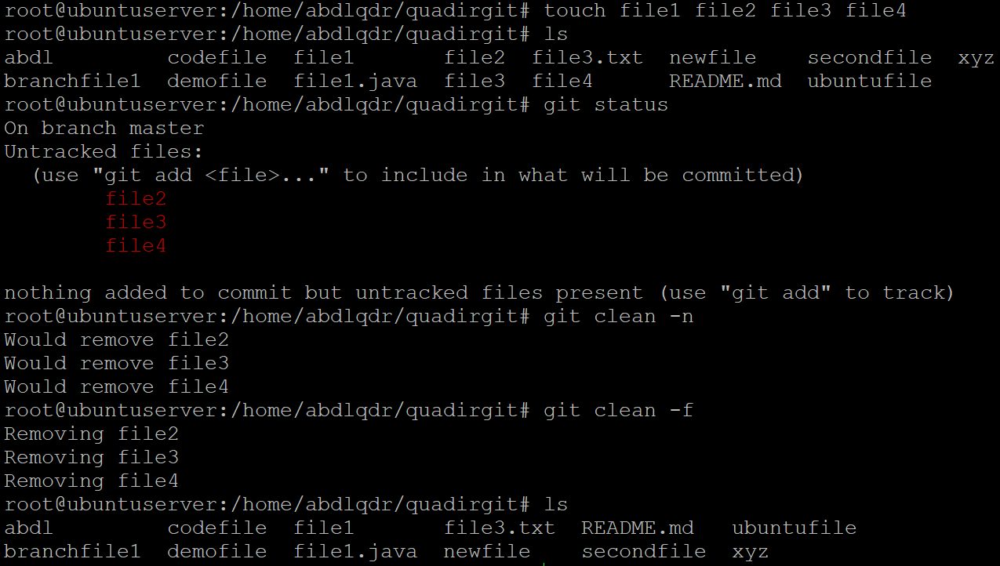 root@ubuntuserver:/home/abdlqdr/quadirgit# touch file1 file2 file3 file4
root@ubuntuserver:/home/abdlqdr/quadirgit# ls
abdl         codefile  file1       file2  file3.txt  newfile    secondfile  xyz
branchfile1  demofile  file1.java  file3  file4      README.md  ubuntufile
root@ubuntuserver:/home/abdlqdr/quadirgit# git status
On branch master
Untracked files:
  (use "git add <file>..." to include in what will be committed)
        file2
        file3
        file4
nothing added to commit but untracked files present (use "git add" to track)
root@ubuntuserver:/home/abdlqdr/quadirgit# git clean -n
Would remove file2
Would remove file3
Would remove file4
root@ubuntuserver:/home/abdlqdr/quadirgit# git clean -f
Removing file2
Removing file3
Removing file4
root@ubuntuserver:/home/abdlqdr/quadirgit# ls
abdl         codefile  file1       file3.txt  README.md   ubuntufile
branchfile1  demofile  file1.java  newfile    secondfile  xyz